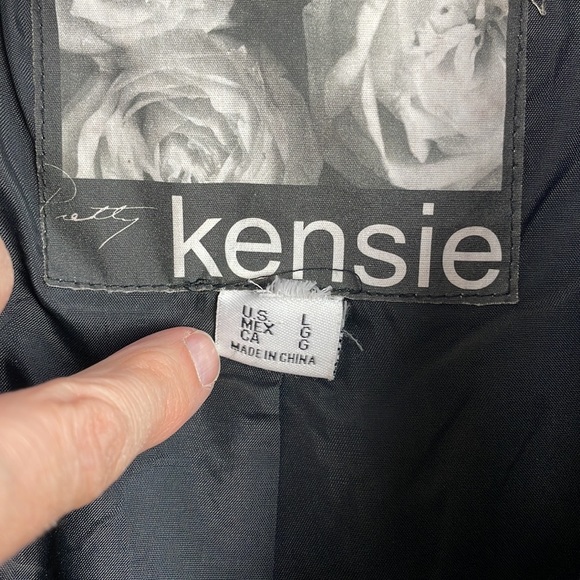 Pretty
kensie
U.S. L
MEX G
CA G
MADE IN CHINA